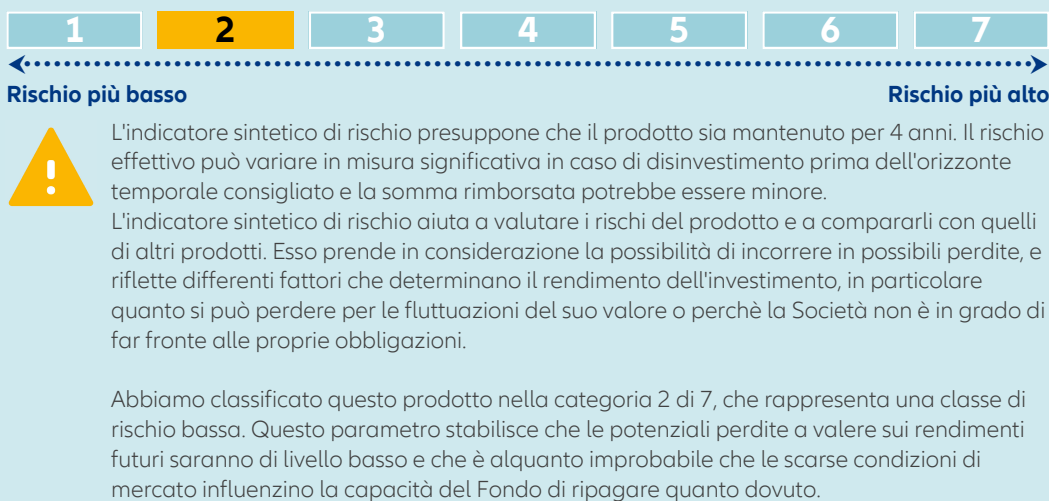 1 2 3 4 5 6 7
Rischio più basso Rischio più alto
L'indicatore sintetico di rischio presuppone che il prodotto sia mantenuto per 4 anni. Il rischio
effettivo può variare in misura significativa in caso di disinvestimento prima dell'orizzonte
temporale consigliato e la somma rimborsata potrebbe essere minore.
L'indicatore sintetico di rischio aiuta a valutare i rischi del prodotto e a compararli con quelli
di altri prodotti. Esso prende in considerazione la possibilità di incorrere in possibili perdite, e
riflette differenti fattori che determinano il rendimento dell'investimento, in particolare
quanto si può perdere per le fluttuazioni del suo valore o perchè la Società non è in grado di
far fronte alle proprie obbligazioni.
Abbiamo classificato questo prodotto nella categoria 2 di 7, che rappresenta una classe di
rischio bassa. Questo parametro stabilisce che le potenziali perdite a valere sui rendimenti
futuri saranno di livello basso e che è alquanto improbabile che le scarse condizioni di
mercato influenzino la capacità del Fondo di ripagare quanto dovuto.